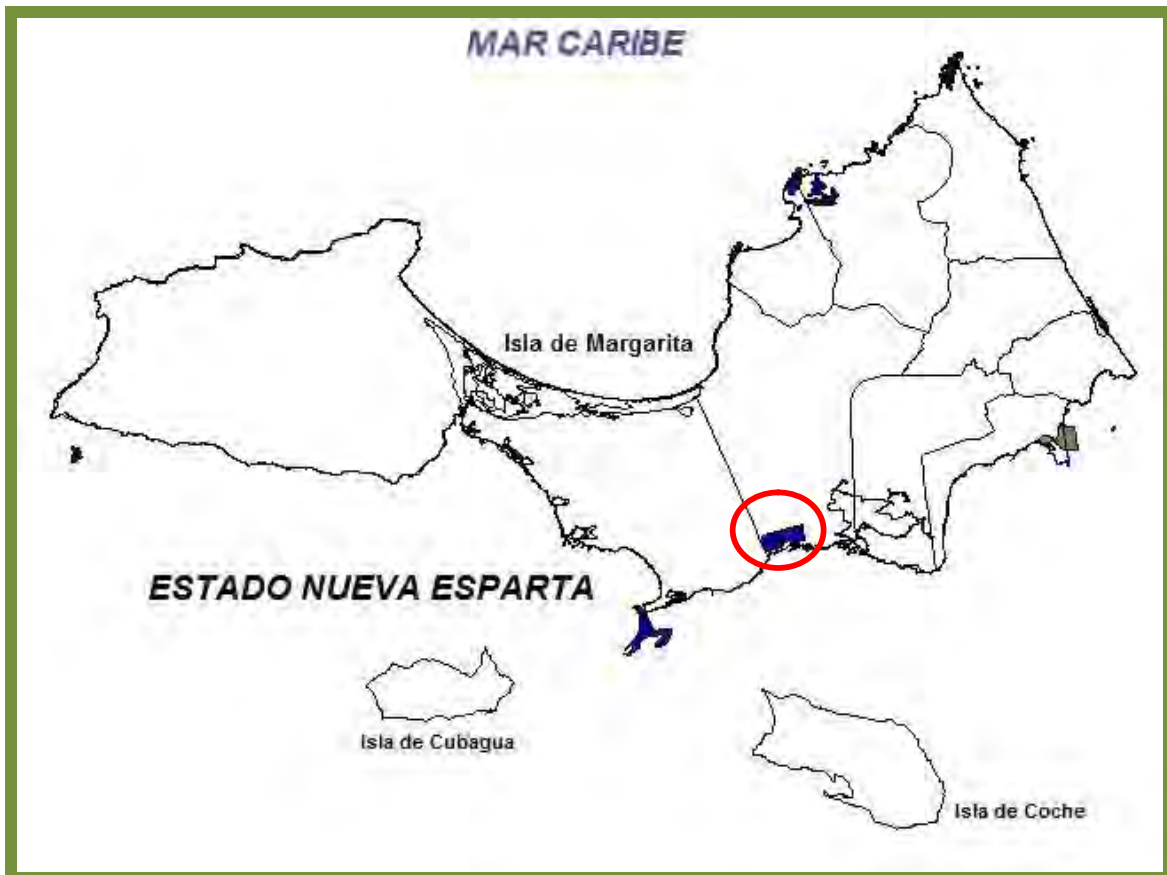 MAR CARIBE
Isla de Margarita
ESTADO NUEVA ESPARTA
Isla de Cubagua
Isla de Coche